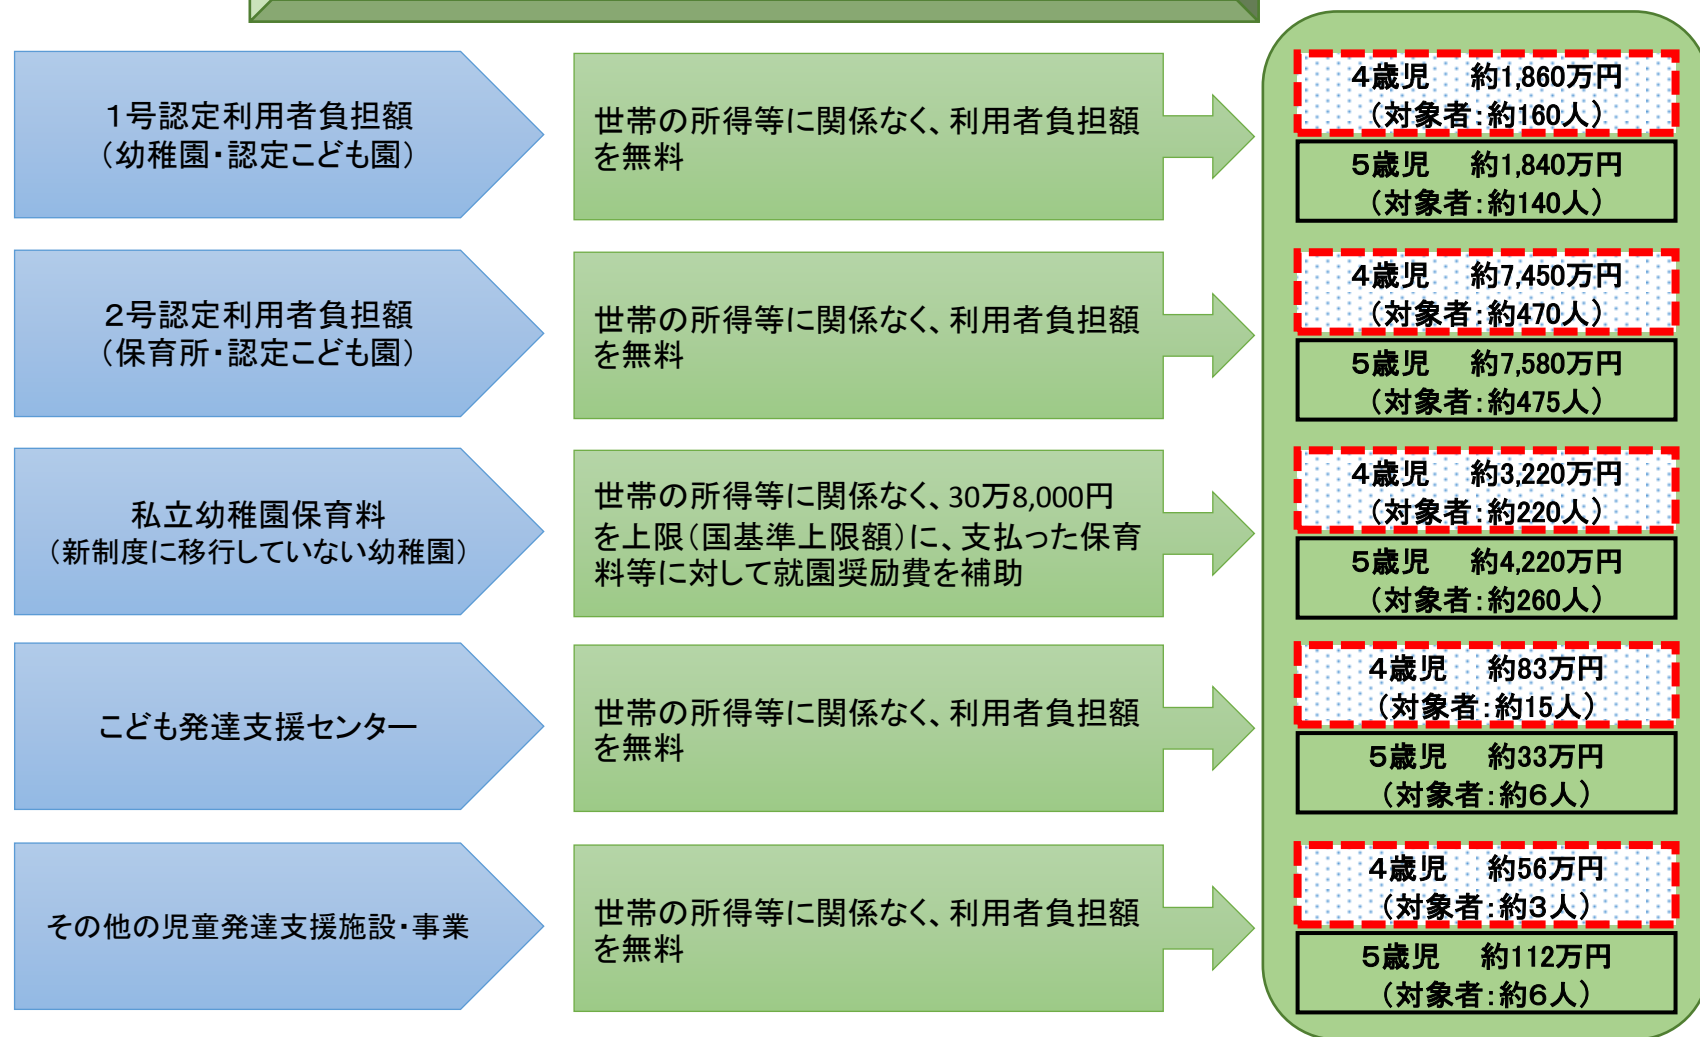 １号認定利用者負担額
（幼稚園・認定こども園）
世帯の所得等に関係なく、利用者負担額
を無料
４歳児　約1,860万円
（対象者：約160人）
５歳児　約1,840万円
（対象者：約140人）
２号認定利用者負担額
（保育所・認定こども園）
世帯の所得等に関係なく、利用者負担額
を無料
４歳児　約7,450万円
（対象者：約470人）
５歳児　約7,580万円
（対象者：約475人）
私立幼稚園保育料
（新制度に移行していない幼稚園）
世帯の所得等に関係なく、30万8,000円
を上限（国基準上限額）に、支払った保育
料等に対して就園奨励費を補助
４歳児　約3,220万円
（対象者：約220人）
５歳児　約4,220万円
（対象者：約260人）
こども発達支援センター
世帯の所得等に関係なく、利用者負担額
を無料
４歳児　約83万円
（対象者：約15人）
５歳児　約33万円
（対象者：約６人）
その他の児童発達支援施設・事業
世帯の所得等に関係なく、利用者負担額
を無料
４歳児　約56万円
（対象者：約３人）
５歳児　約112万円
（対象者：約６人）